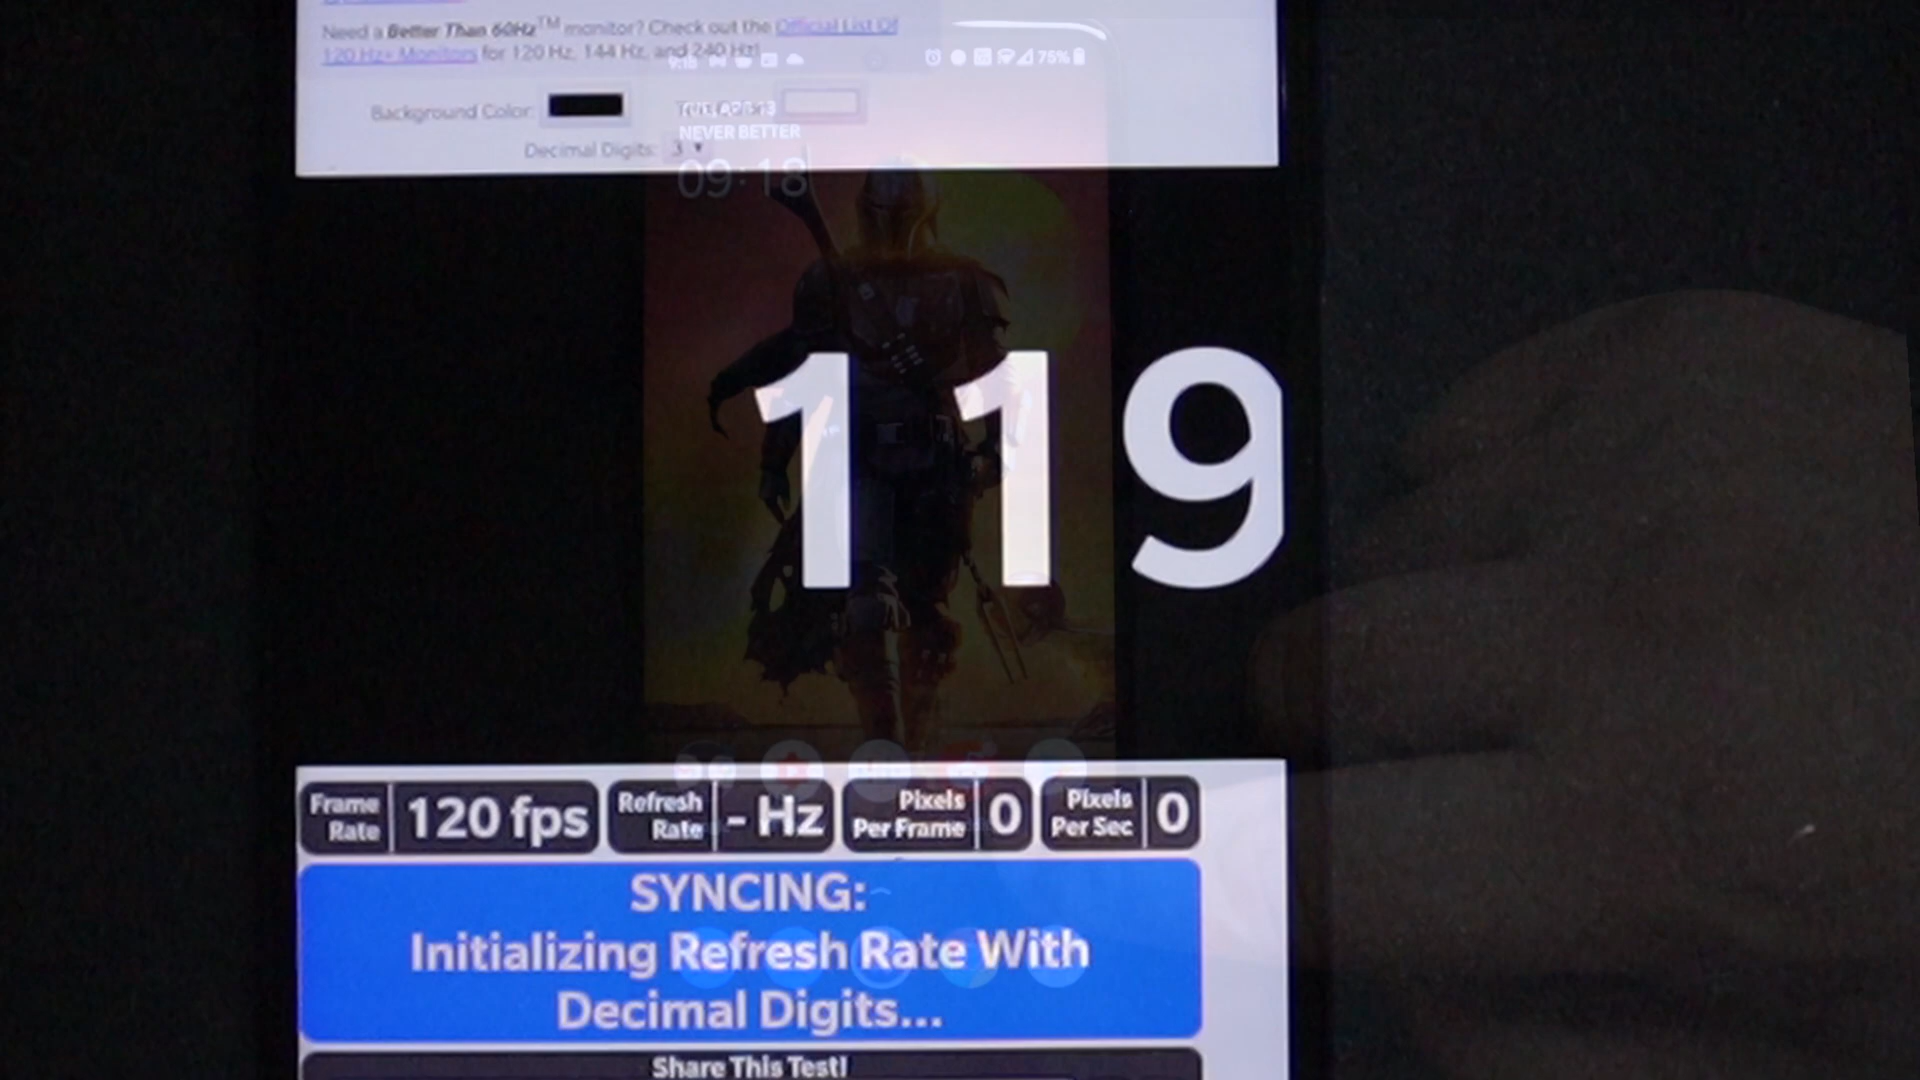 Need a Better Than 60Hz™ monitor? Check out the Official List Of
120 Hz+ Monitors for 120 Hz, 144 Hz, and 240 Hz!
9:18
75%
Background Color:
NEVER BETTER
Decimal Digits: 3
09:18
119
Frame Rate 120 fps
Refresh Rate - Hz
Pixels Per Frame 0
Pixels Per Sec 0
SYNCING:
Initializing Refresh Rate With
Decimal Digits...
Share This Test!